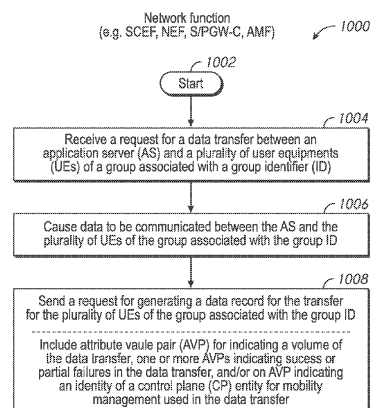 Network function
(e.g. SCEF, NEF, S/PGW-C, AMF)
1000
1002
Start
1004
Receive a request for a data transfer between an
application server (AS) and a plurality of user equipments
(UEs) of a group associated with a group identifier (ID)
1006
Cause data to be communicated between the AS and the
plurality of UEs of the group associated with the group ID
1008
Send a request for generating a data record for the transfer
for the plurality of UEs of the group associated with the group ID
Include attribute vaule pair (AVP) for indicating a volume of
the data transfer, one or more AVPs indicating sucess or
partial failures in the data transfer, and/or on AVP indicating
an identity of a control plane (CP) entity for mobility
management used in the data transfer